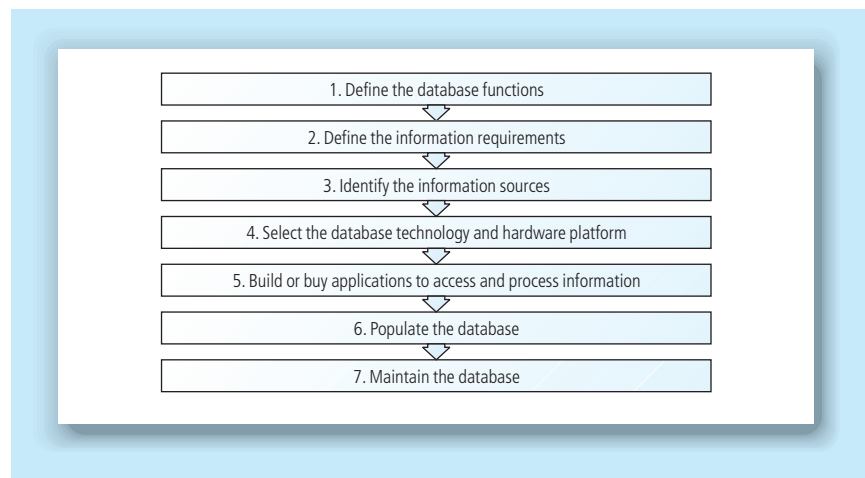 1. Define the database functions
2. Define the information requirements
3. Identify the information sources
4. Select the database technology and hardware platform
5. Build or buy applications to access and process information
6. Populate the database
7. Maintain the database